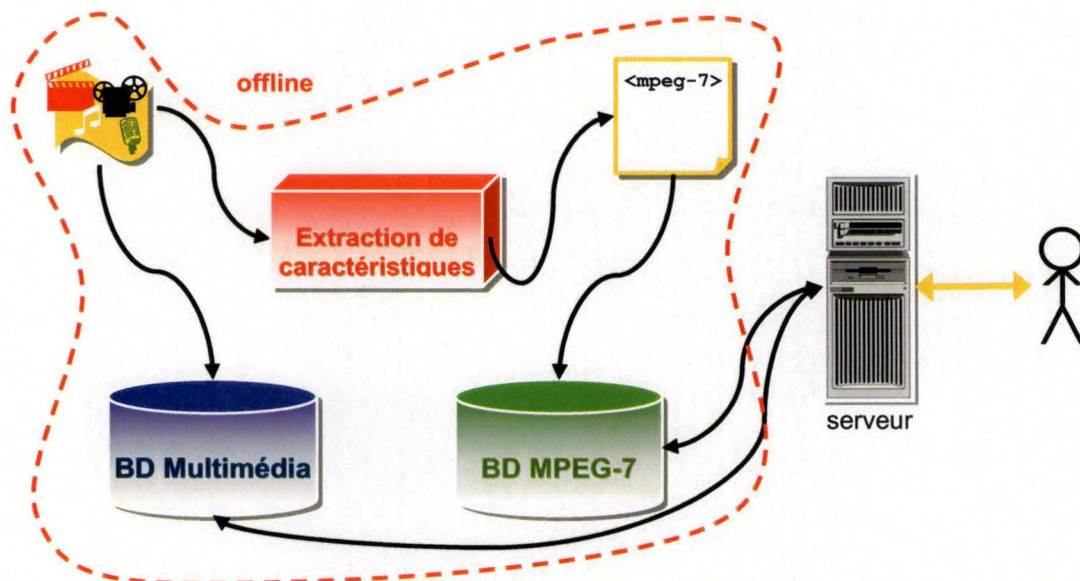 offline
<mpeg-7>
Extraction de
caractéristiques
serveur
BD Multimédia
BD MPEG-7